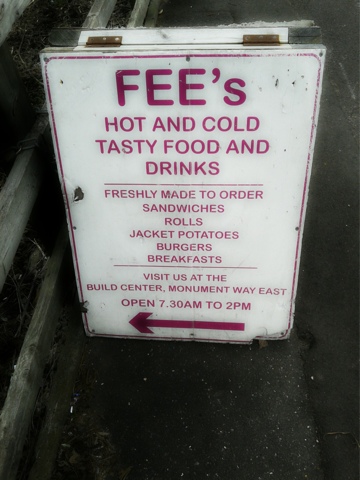 FEE's
HOT AND COLD
TASTY FOOD AND
DRINKS
FRESHLY MADE TO ORDER
SANDWICHES
ROLLS
JACKET POTATOES
BURGERS
BREAKFASTS
VISIT US AT THE
BUILD CENTER, MONUMENT WAY EAST
OPEN 7.30AM TO 2PM